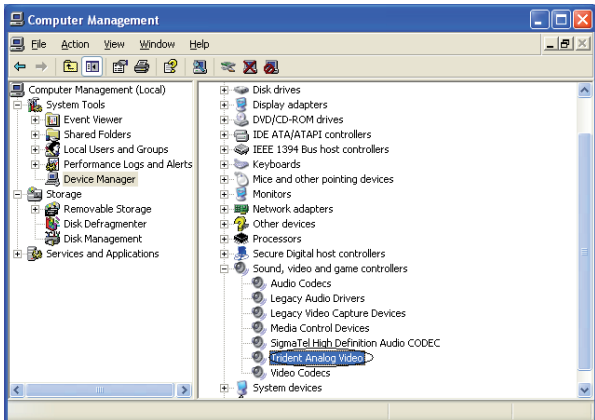 Computer Management
File Action View Window Help
Computer Management (Local)
System Tools
Event Viewer
Shared Folders
Local Users and Groups
Performance Logs and Alerts
Device Manager
Storage
Removable Storage
Disk Defragmenter
Disk Management
Services and Applications
Disk drives
Display adapters
DVD/CD-ROM drives
IDE ATA/ATAPI controllers
IEEE 1394 Bus host controllers
Keyboards
Mice and other pointing devices
Monitors
Network adapters
Other devices
Processors
Secure Digital host controllers
Sound, video and game controllers
Audio Codecs
Legacy Audio Drivers
Legacy Video Capture Devices
Media Control Devices
SigmaTel High Definition Audio CODEC
Trident Analog Video
Video Codecs
System devices